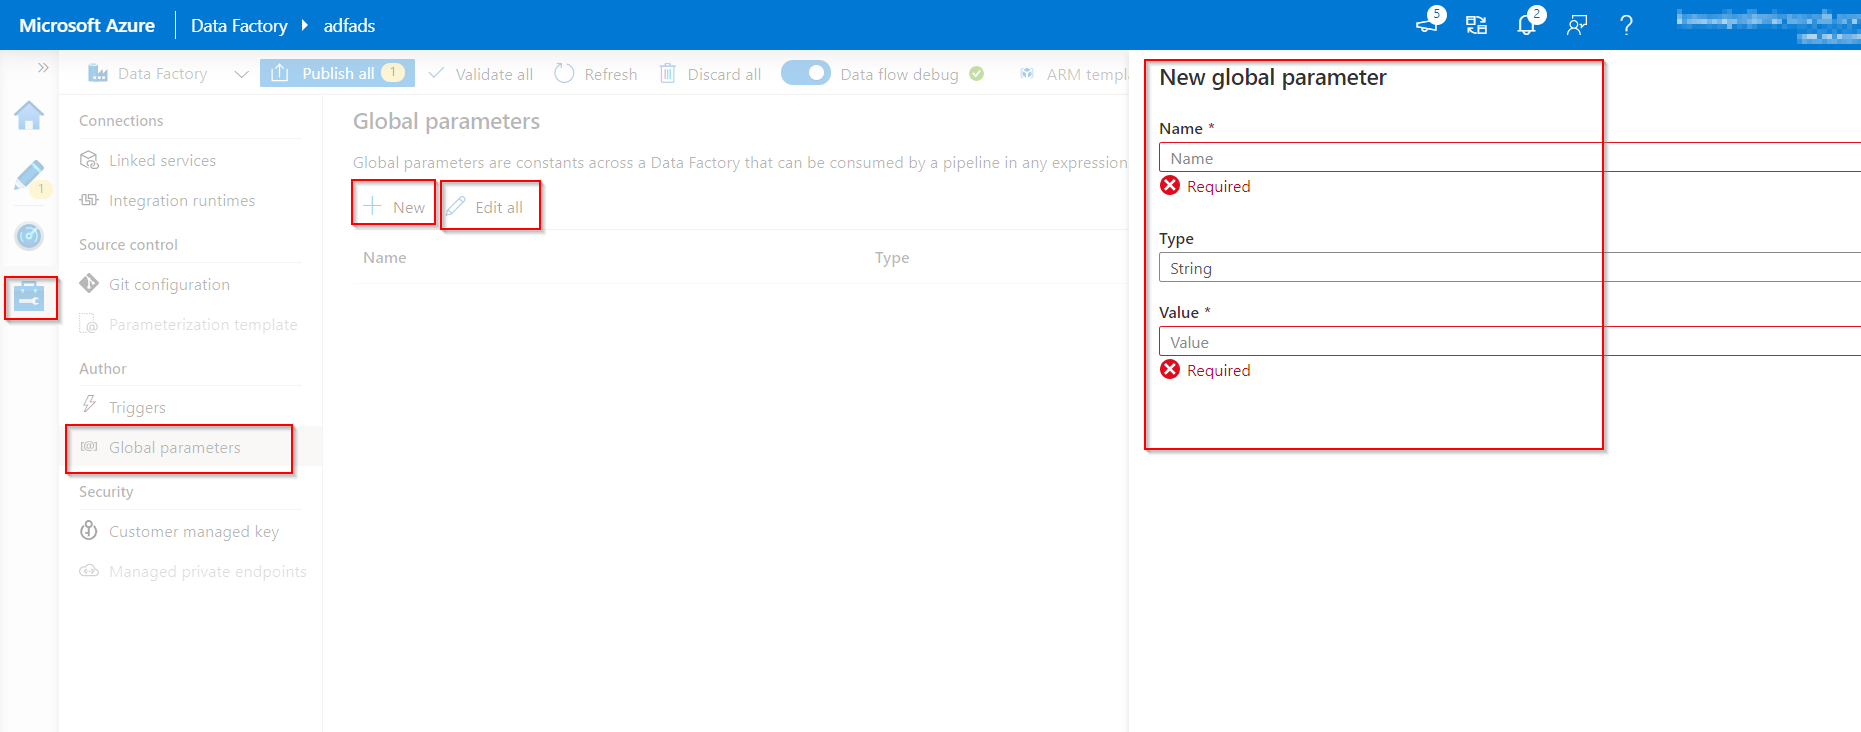 Microsoft Azure Data Factory adfads 5 2
Data Factory Publish all 1 Validate all Refresh Discard all Data flow debug ARM templ
Connections
Linked services
1
Integration runtimes
Source control
Git configuration
Parameterization template
Author
Triggers
Global parameters
Security
Customer managed key
Managed private endpoints
Global parameters
Global parameters are constants across a Data Factory that can be consumed by a pipeline in any expression
New Edit all
Name Type
New global parameter
Name *
Name
Required
Type
String
Value *
Value
Required